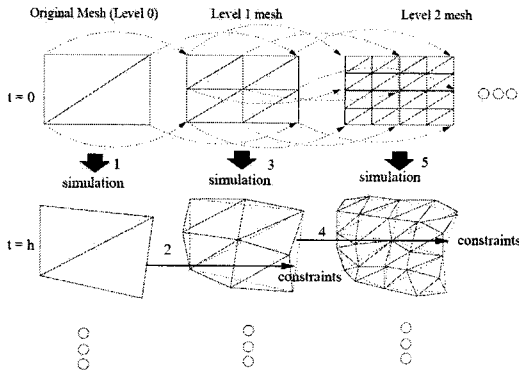 Original Mesh (Level 0)
Level 1 mesh
Level 2 mesh
t = 0
1
simulation
3
simulation
5
simulation
t = h
2
constraints
4
constraints